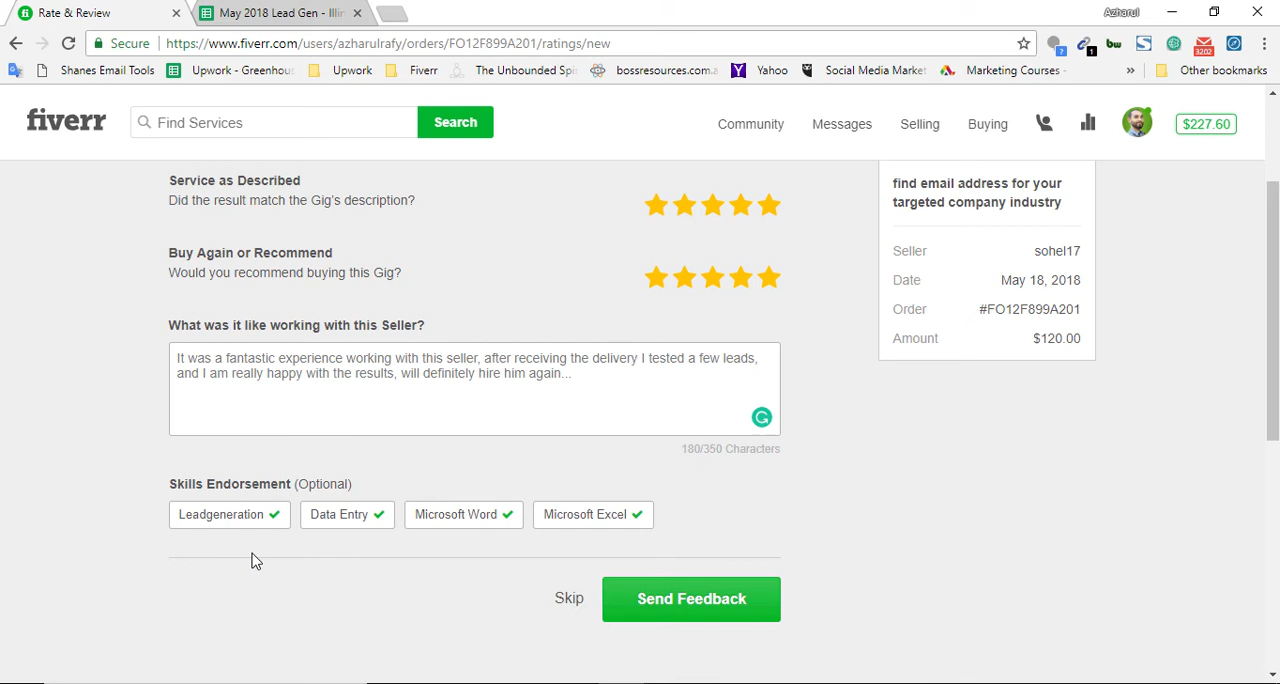 Rate & Review
May 2018 Lead Gen - Illin
Azharul
Secure
https://www.fiverr.com/users/azharulrafy/orders/FO12F899A201/ratings/new
Shanes Email Tools
Upwork - Greenhous
Upwork
Fiverr
The Unbounded Spi
bossresources.com.a
Yahoo
Social Media Market
Marketing Courses -
»
Other bookmarks
bw
S
?
1
3202
fiverr
Find Services
Search
Community
Messages
Selling
Buying
$227.60
Service as Described
Did the result match the Gig's description?
Buy Again or Recommend
Would you recommend buying this Gig?
What was it like working with this Seller?
It was a fantastic experience working with this seller, after receiving the delivery I tested a few leads,
and I am really happy with the results, will definitely hire him again...
180/350 Characters
Skills Endorsement (Optional)
Leadgeneration
Data Entry
Microsoft Word
Microsoft Excel
Skip
Send Feedback
find email address for your
targeted company industry
Seller sohel17
Date May 18, 2018
Order #FO12F899A201
Amount $120.00